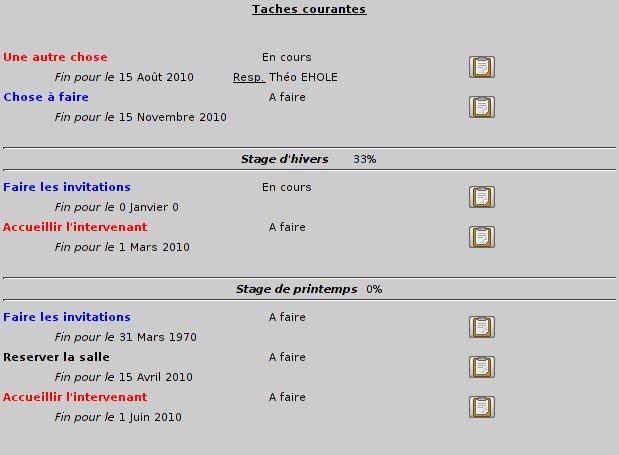 Taches courantes
Une autre chose En cours
Fin pour le 15 Août 2010 Resp. Théo EHOLE
Chose à faire A faire
Fin pour le 15 Novembre 2010
Stage d'hivers 33%
Faire les invitations En cours
Fin pour le 0 Janvier 0
Accueillir l'intervenant A faire
Fin pour le 1 Mars 2010
Stage de printemps 0%
Faire les invitations A faire
Fin pour le 31 Mars 1970
Reserver la salle A faire
Fin pour le 15 Avril 2010
Accueillir l'intervenant A faire
Fin pour le 1 Juin 2010